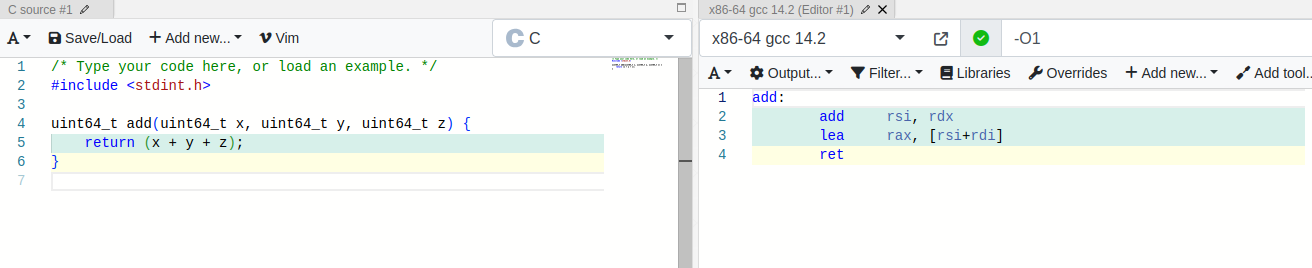 C source #1
A Save/Load Add new... Vim C
1 /* Type your code here, or load an example. */
2 #include <stdint.h>
3
4 uint64_t add(uint64_t x, uint64_t y, uint64_t z) {
5     return (x + y + z);
6 }
7
x86-64 gcc 14.2 (Editor #1)
x86-64 gcc 14.2 -O1
A Output... Filter... Libraries Overrides Add new... Add tool..
1 add:
2         add     rsi, rdx
3         lea     rax, [rsi+rdi]
4         ret